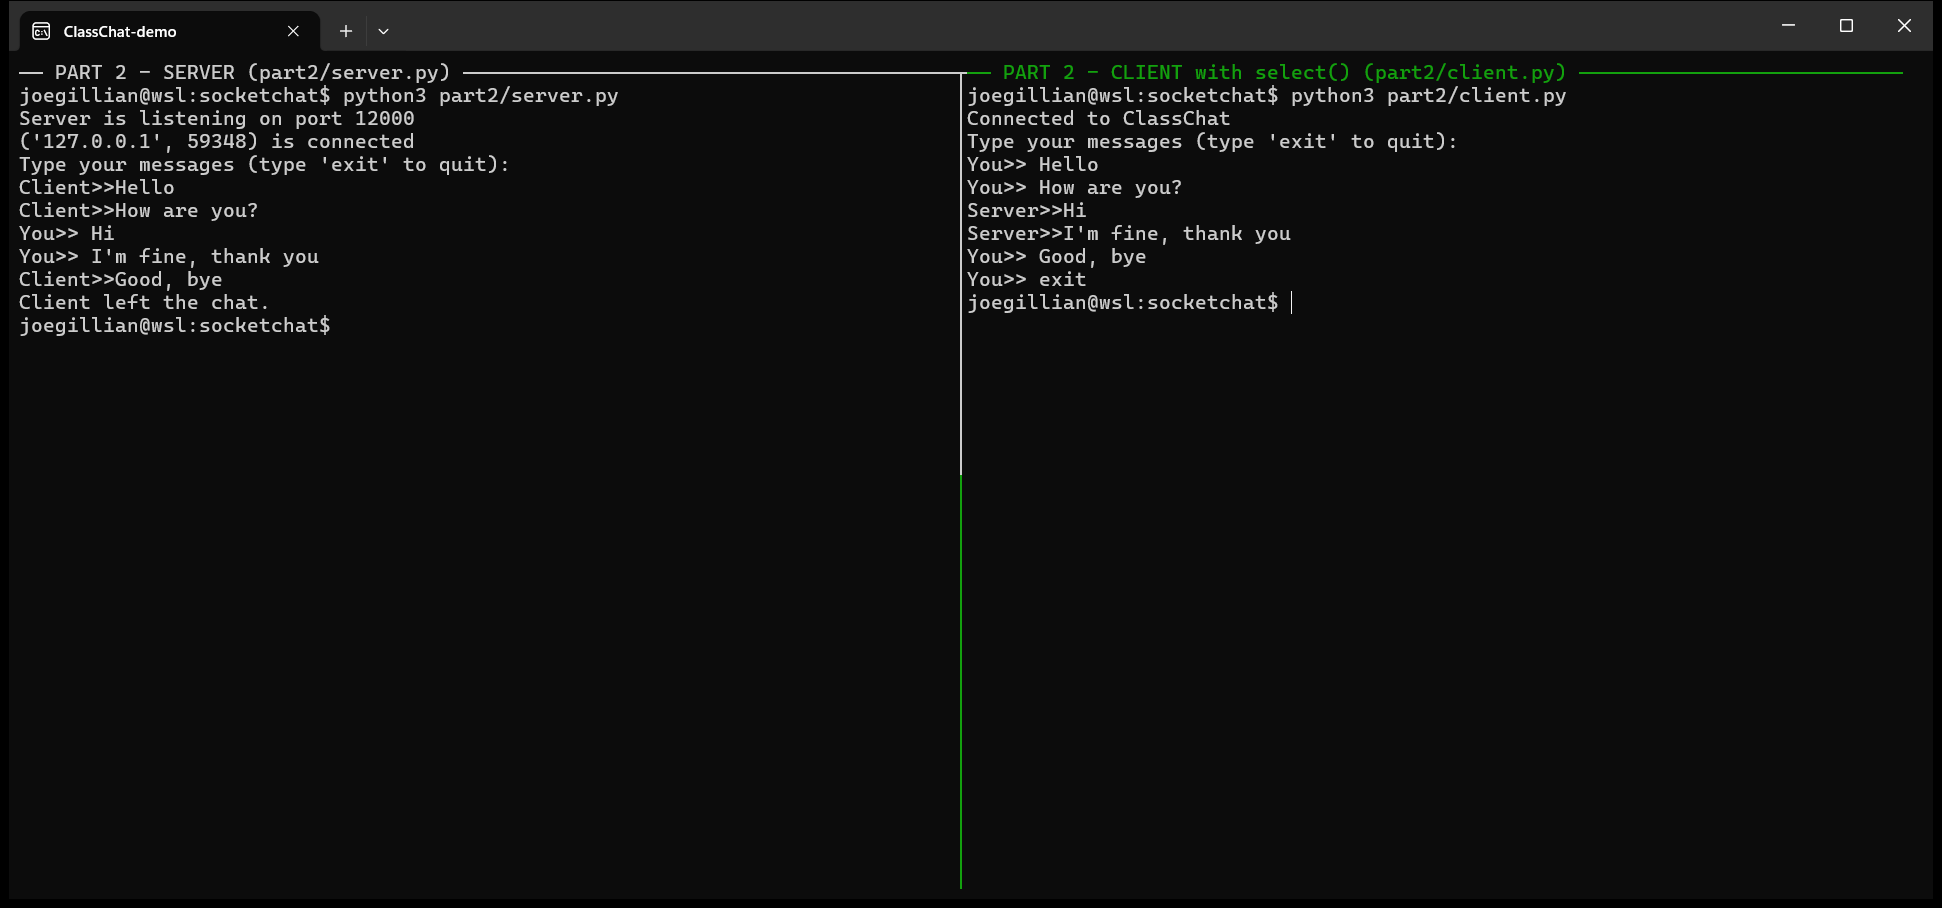 ClassChat-demo
PART 2 - SERVER (part2/server.py)
joegillian@wsl:socketchat$ python3 part2/server.py
Server is listening on port 12000
('127.0.0.1', 59348) is connected
Type your messages (type 'exit' to quit):
Client>>Hello
Client>>How are you?
You>> Hi
You>> I'm fine, thank you
Client>>Good, bye
Client left the chat.
joegillian@wsl:socketchat$
PART 2 - CLIENT with select() (part2/client.py)
joegillian@wsl:socketchat$ python3 part2/client.py
Connected to ClassChat
Type your messages (type 'exit' to quit):
You>> Hello
You>> How are you?
Server>>Hi
Server>>I'm fine, thank you
You>> Good, bye
You>> exit
joegillian@wsl:socketchat$